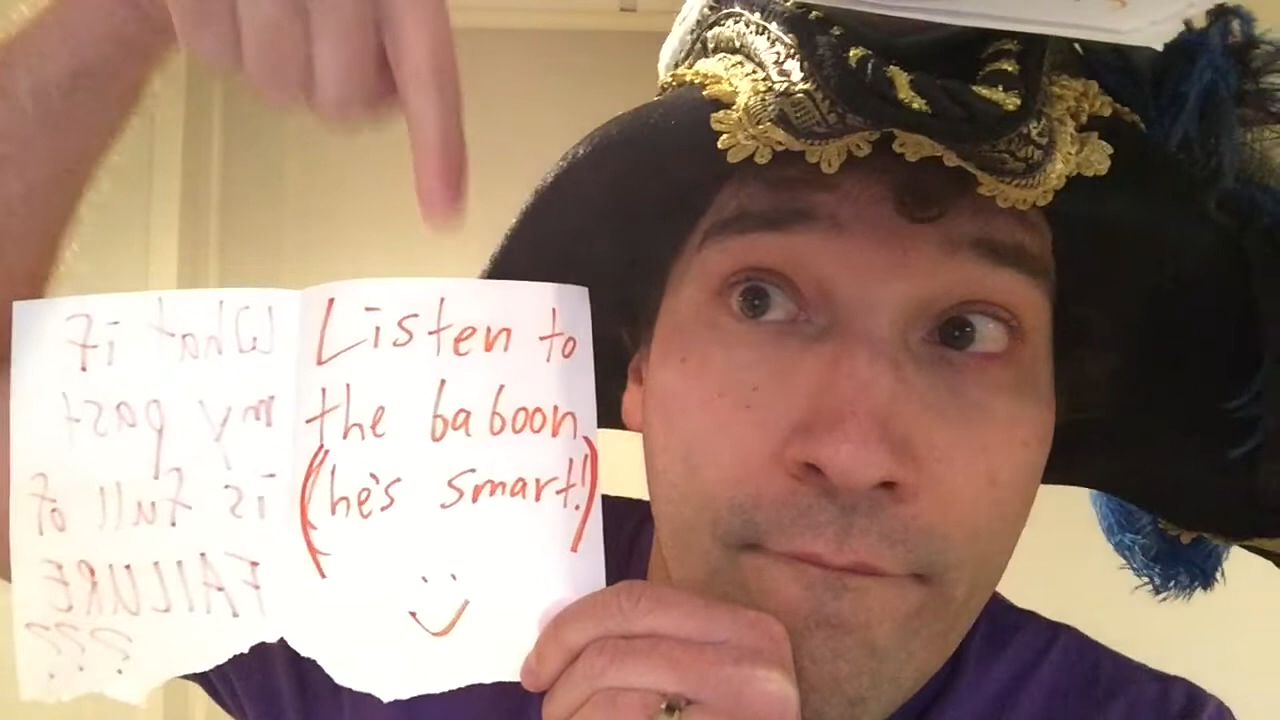 What if
my past
is full of
FAILURE
???
Listen to
the baboon
(he's smart!)